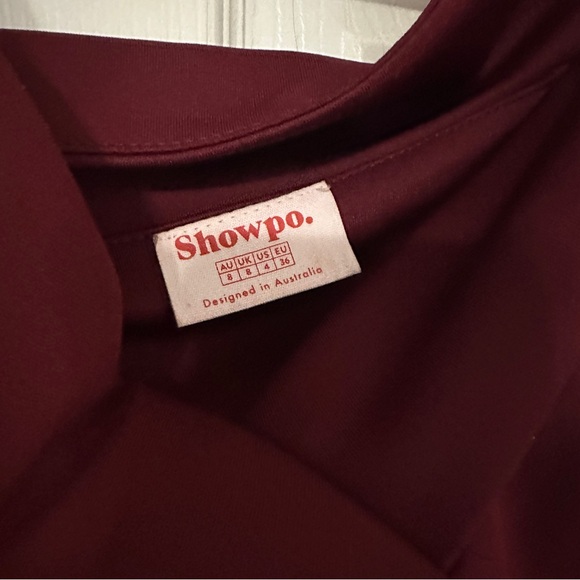 Showpo.
AU UK US EU
8 8 4 36
Designed in Australia